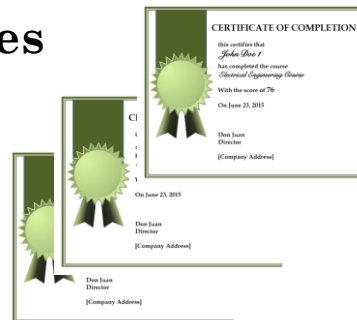 es
CERTIFICATE OF COMPLETION
this certifies that
John Doe 1
has completed the course
Electrical Engineering Course
With the score of 76
On June 23, 2015
Don Juan
Director
[Company Address]
On June 23, 2015
Don Juan
Director
[Company Address]
Don Juan
Director
[Company Address]